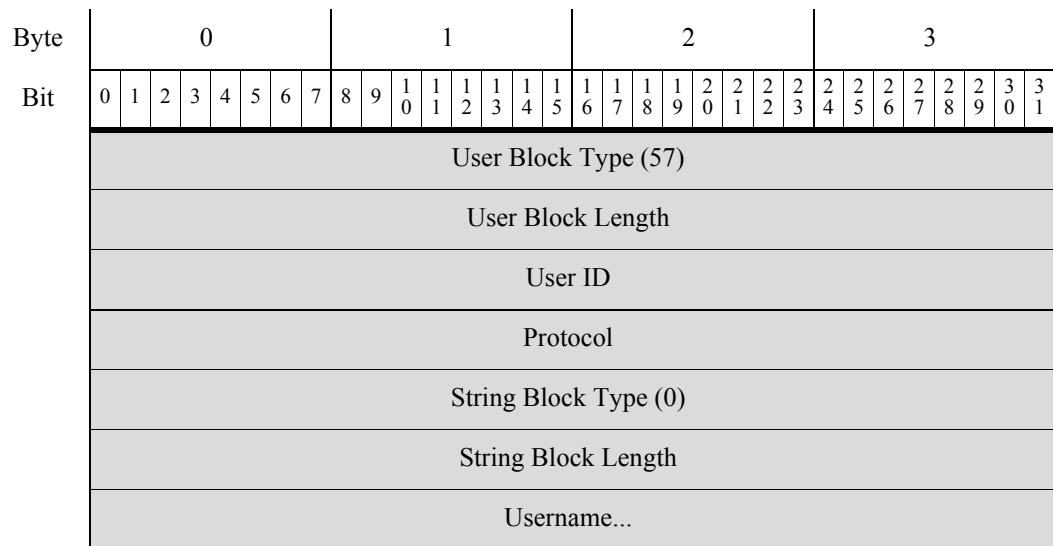 Byte 0 1 2 3
Bit 0 1 2 3 4 5 6 7 8 9 10 11 12 13 14 15 16 17 18 19 20 21 22 23 24 25 26 27 28 29 30 31
User Block Type (57)
User Block Length
User ID
Protocol
String Block Type (0)
String Block Length
Username...